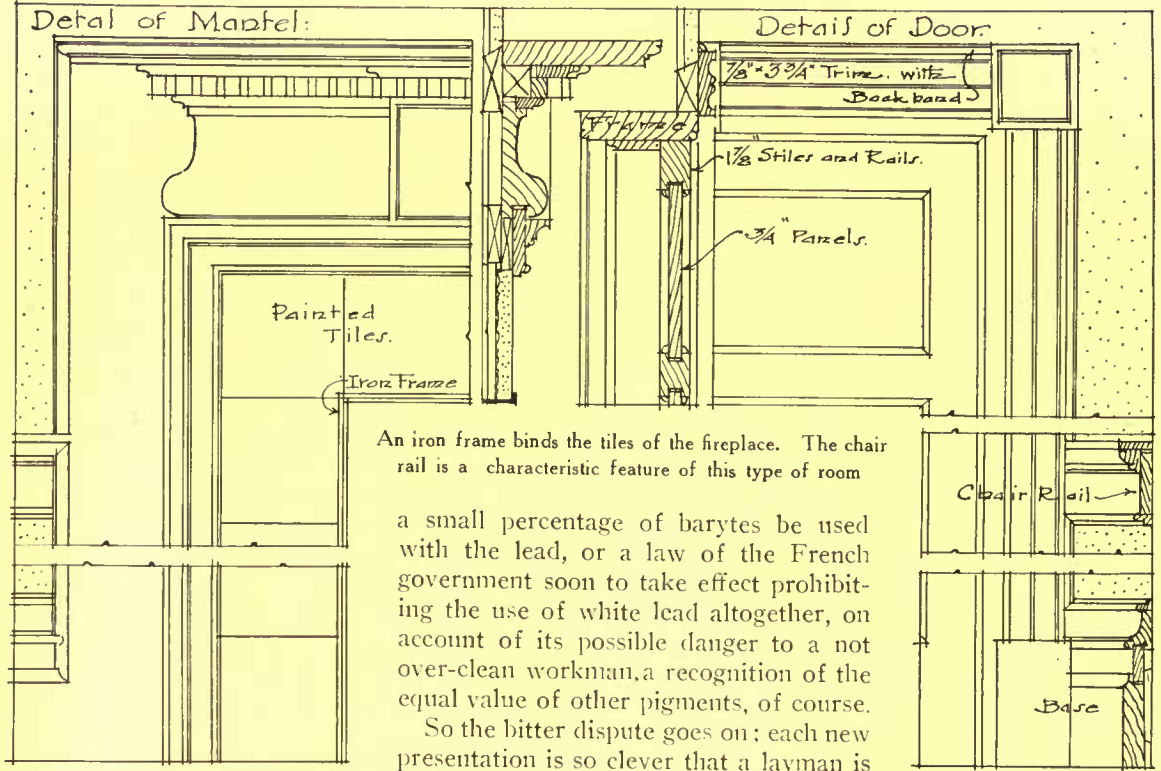 Detail of Mantel:
Detail of Door.
7/8" x 3 3/4" Trim. with
Back band
Frame
1 7/8" Stiles and Rails.
3/4" Panels.
Painted
Tiles.
Iron Frame
An iron frame binds the tiles of the fireplace. The chair
rail is a characteristic feature of this type of room
Chair Rail
Base
a small percentage of barytes be used
with the lead, or a law of the French
government soon to take effect prohibit-
ing the use of white lead altogether, on
account of its possible danger to a not
over-clean workman, a recognition of the
equal value of other pigments, of course.
So the bitter dispute goes on; each new
presentation is so clever that a layman is